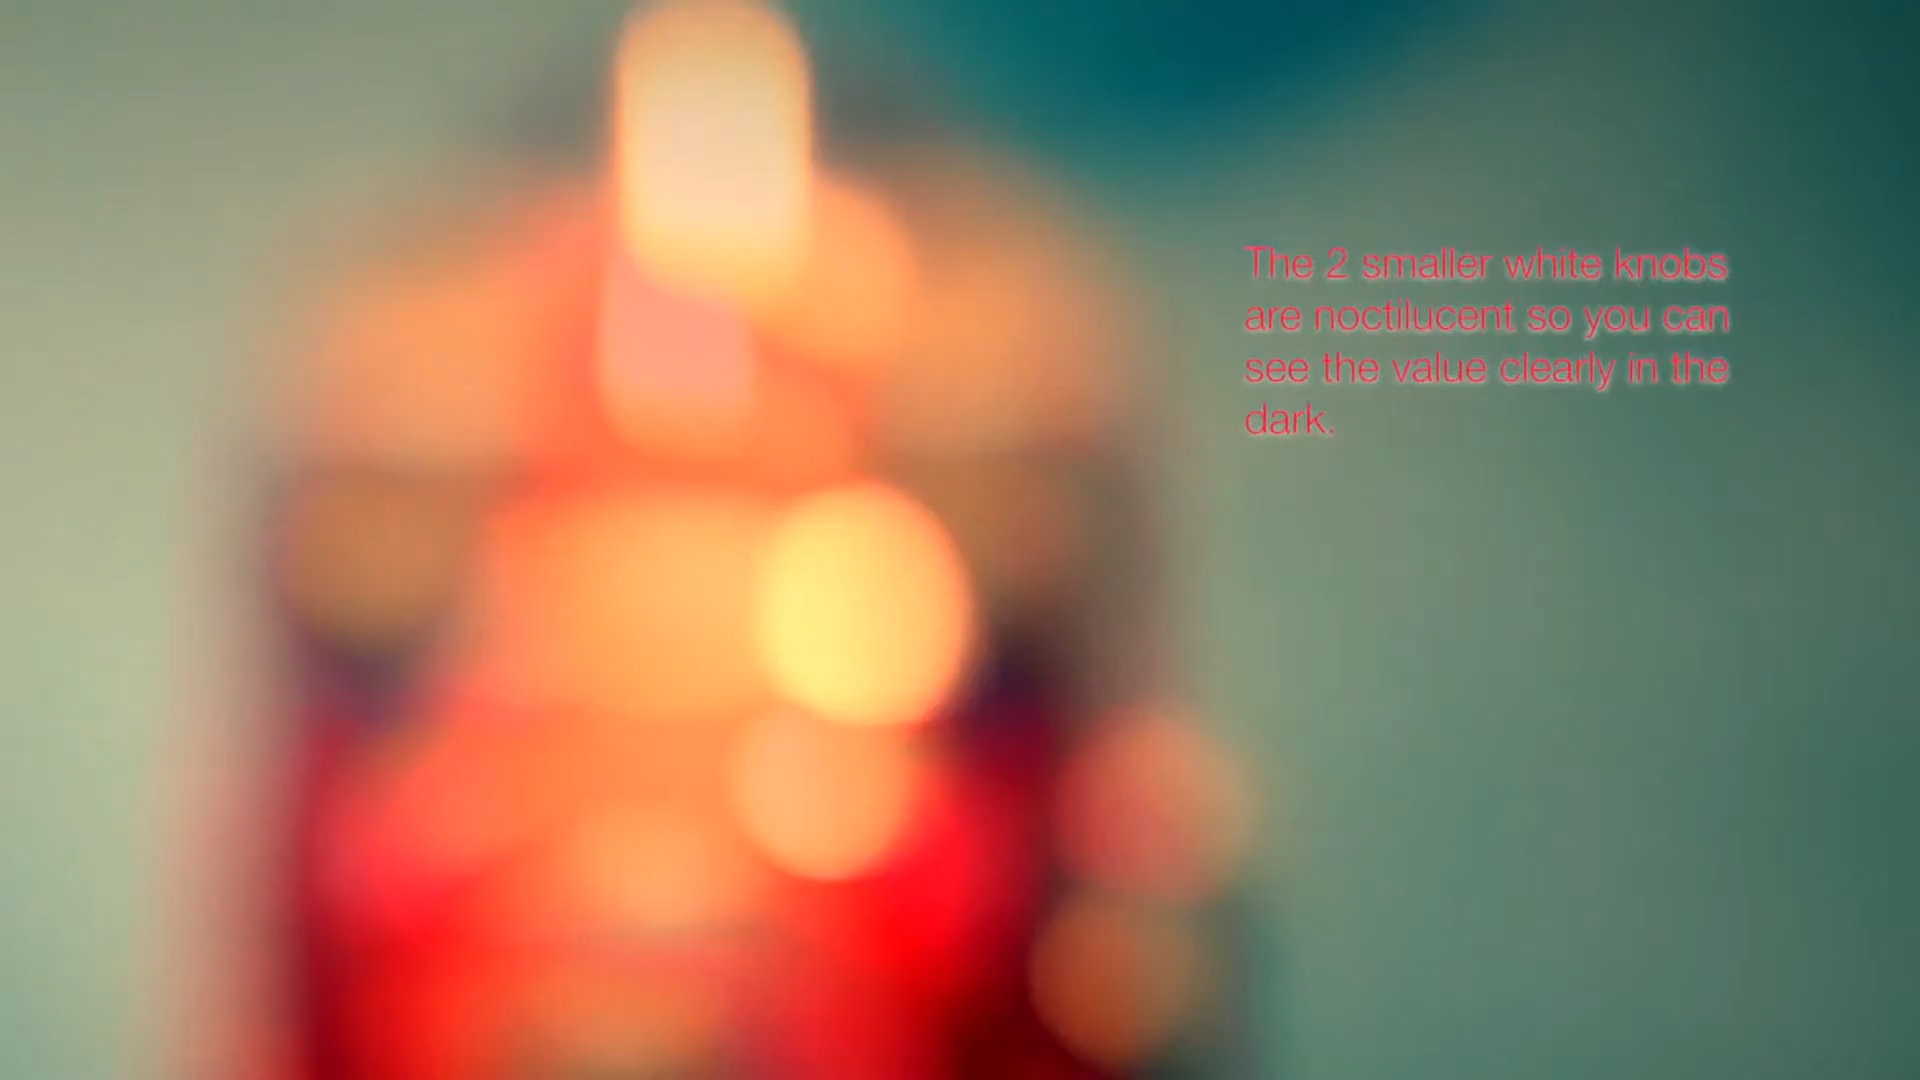 The 2 smaller white knobs
are noctilucent so you can
see the value clearly in the
dark.